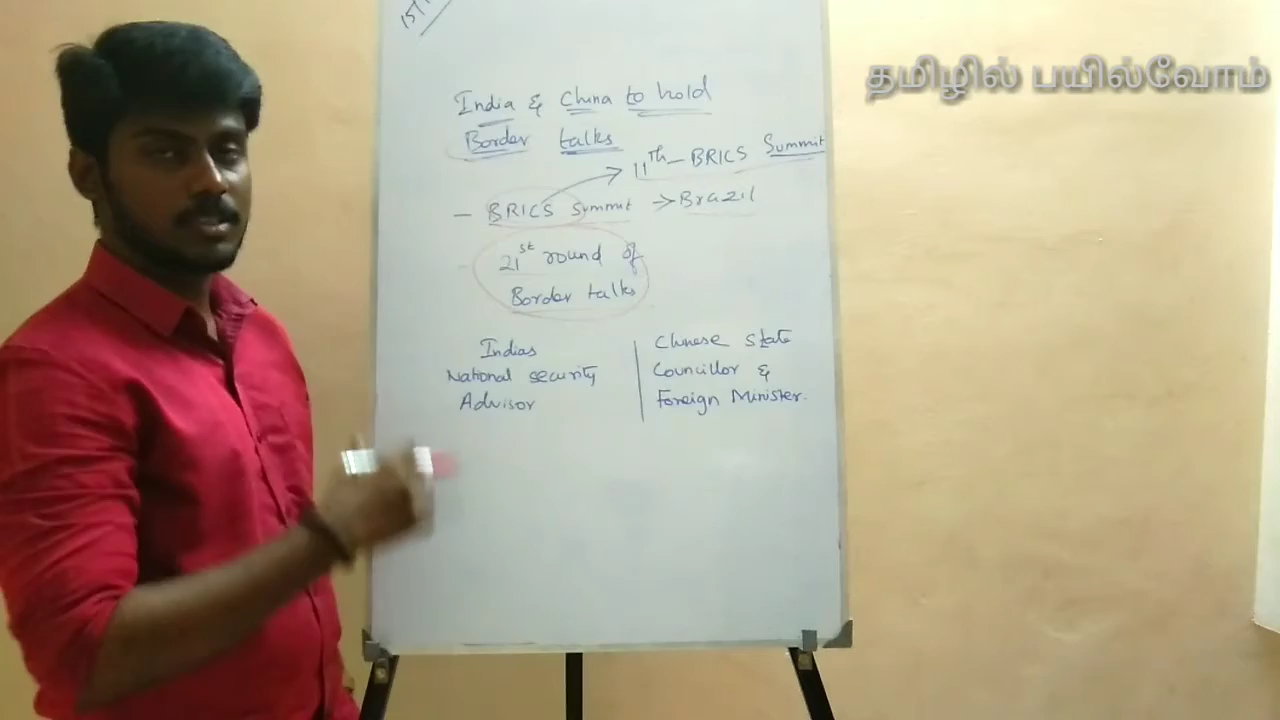 தமிழில் பயில்வோம்
India & China to hold
Border talks
11th - BRICS Summit
- BRICS Summit → Brazil
21st round of
Border talks
Indias
National security
Advisor
Chinese state
Councillor &
Foreign Minister.